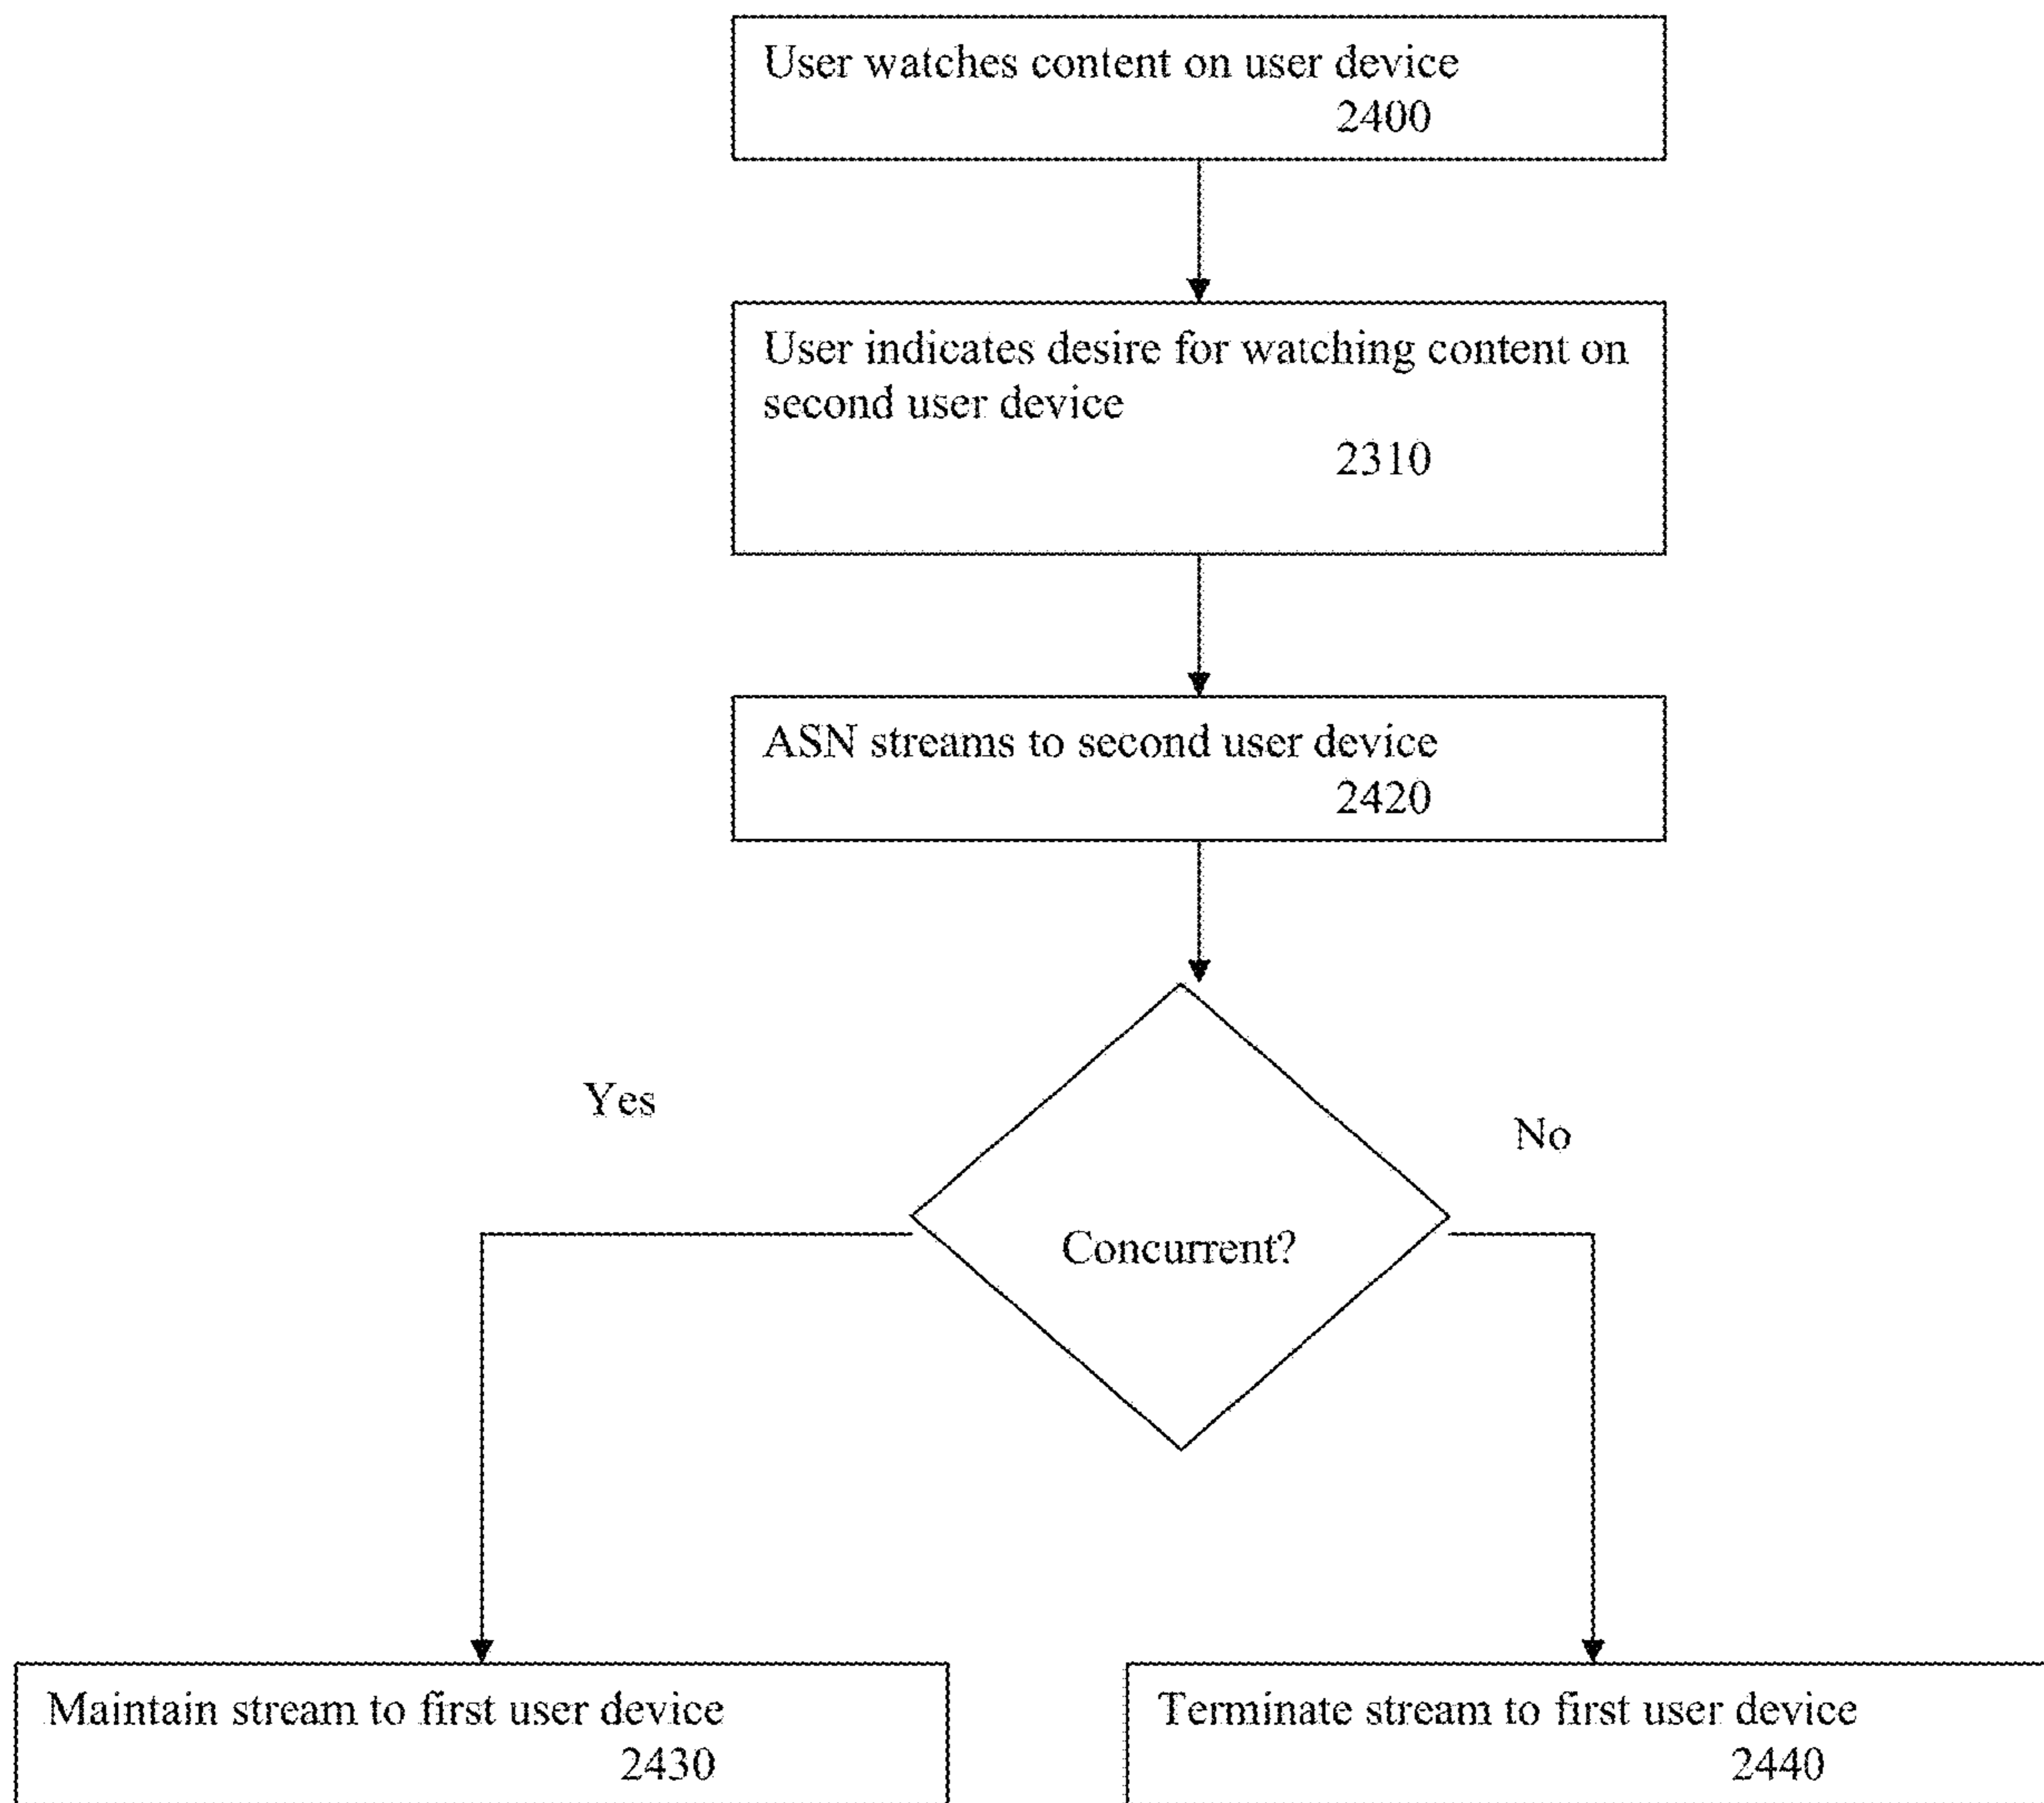 User watches content on user device
2400
User indicates desire for watching content on
second user device
2310
ASN streams to second user device
2420
Yes
No
Concurrent?
Maintain stream to first user device
2430
Terminate stream to first user device
2440